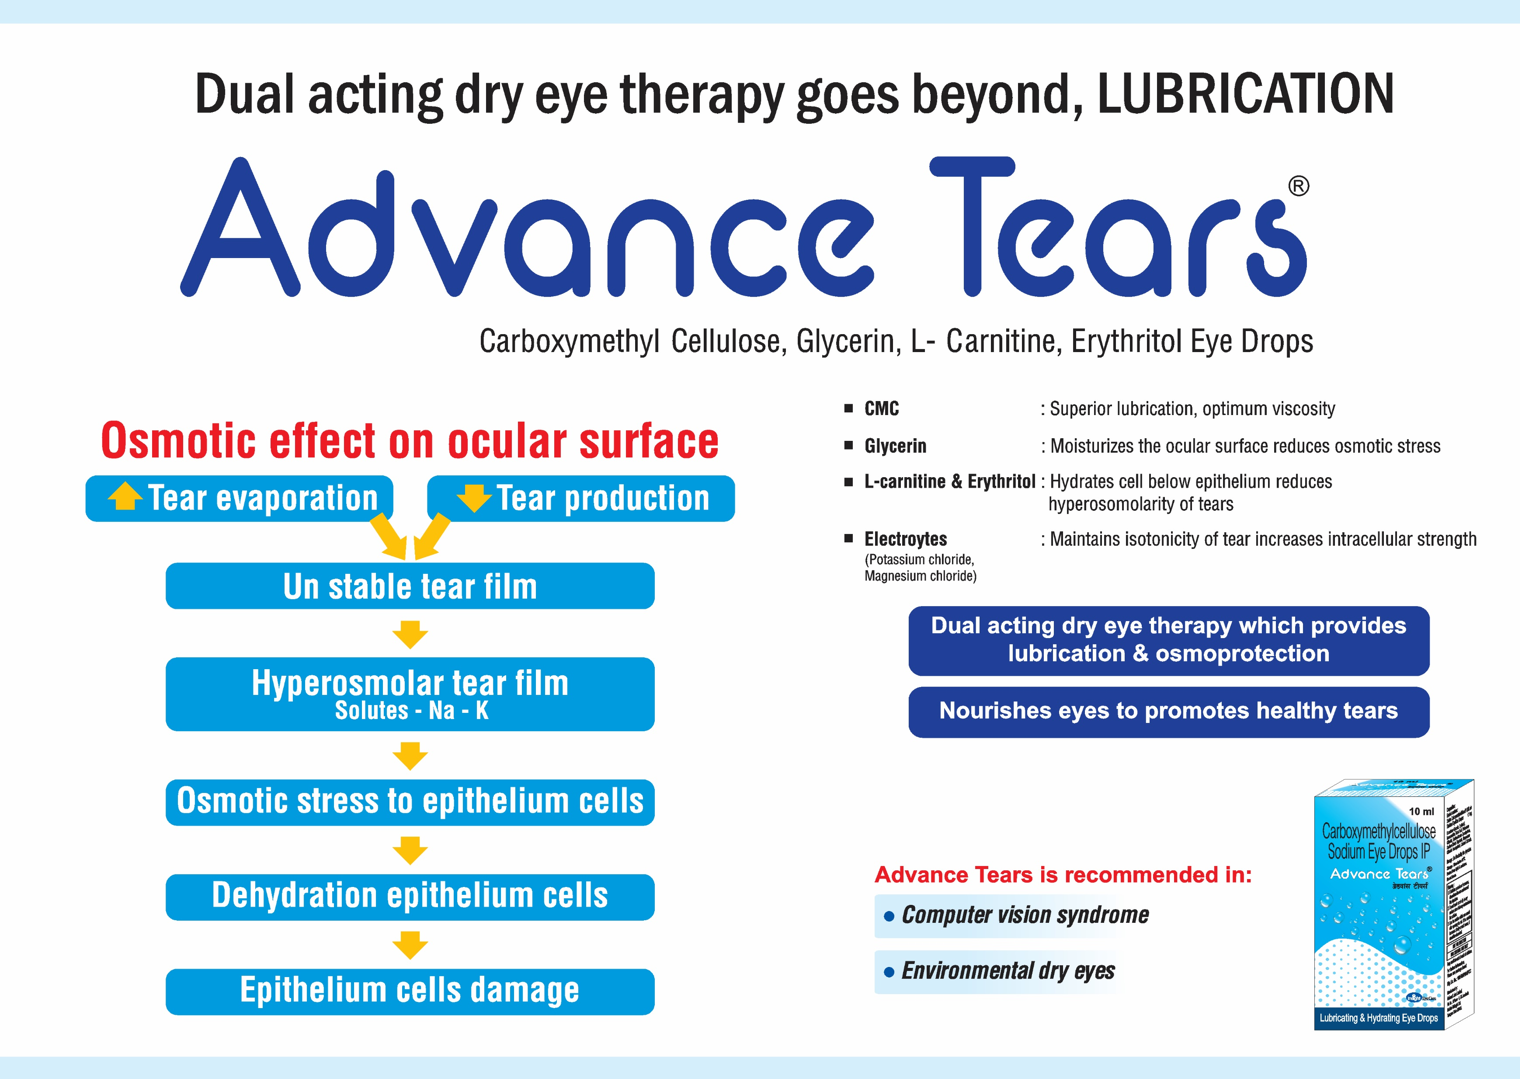 Dual acting dry eye therapy goes beyond, LUBRICATION
Advance Tears®
Carboxymethyl Cellulose, Glycerin, L- Carnitine, Erythritol Eye Drops
Osmotic effect on ocular surface
Tear evaporation
Tear production
Un stable tear film
Hyperosmolar tear film
Solutes - Na - K
Osmotic stress to epithelium cells
Dehydration epithelium cells
Epithelium cells damage
■ CMC : Superior lubrication, optimum viscosity
■ Glycerin : Moisturizes the ocular surface reduces osmotic stress
■ L-carnitine & Erythritol : Hydrates cell below epithelium reduces
hyperosomolarity of tears
■ Electroytes : Maintains isotonicity of tear increases intracellular strength
(Potassium chloride,
Magnesium chloride)
Dual acting dry eye therapy which provides
lubrication & osmoprotection
Nourishes eyes to promotes healthy tears
Advance Tears is recommended in:
● Computer vision syndrome
● Environmental dry eyes
10 ml
Carboxymethylcellulose
Sodium Eye Drops IP
Advance Tears®
Lubricating & Hydrating Eye Drops